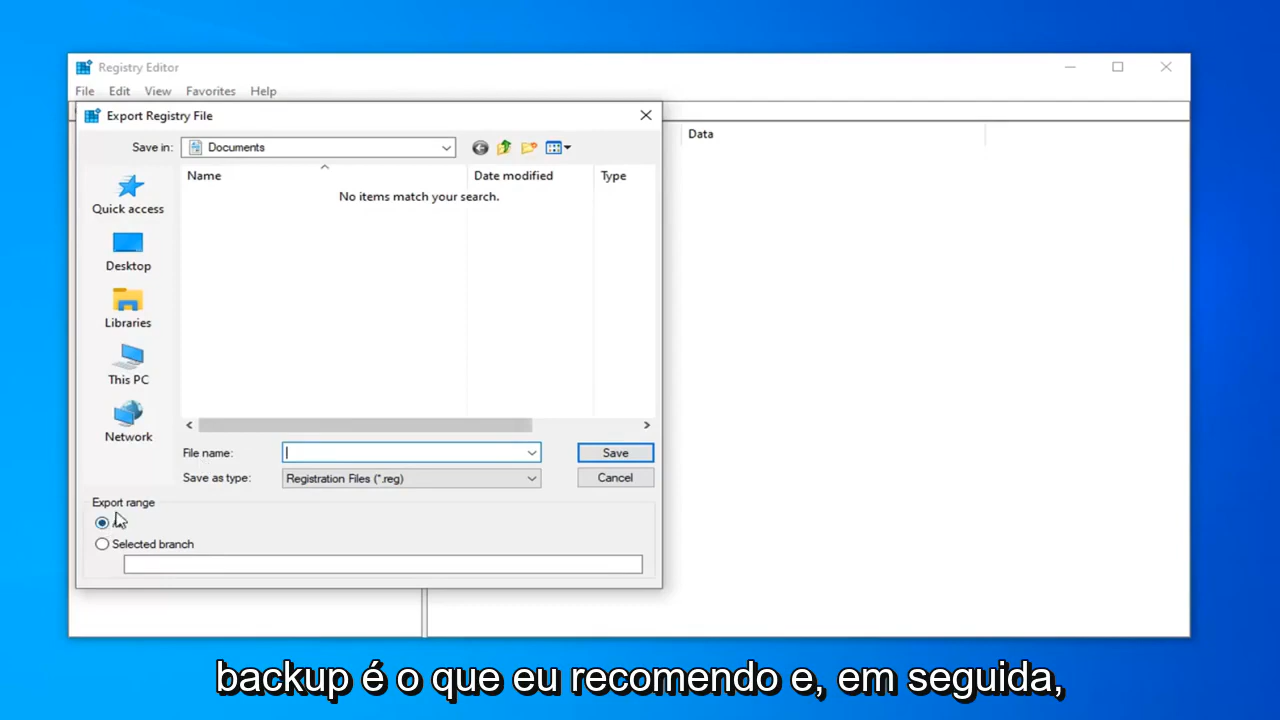 Registry Editor
File Edit View Favorites Help
Export Registry File
Save in: Documents
Data
Name Date modified Type
No items match your search.
Quick access
Desktop
Libraries
This PC
Network
File name: Save
Save as type: Registration Files (*.reg) Cancel
Export range
Selected branch
backup é o que eu recomendo e, em seguida,